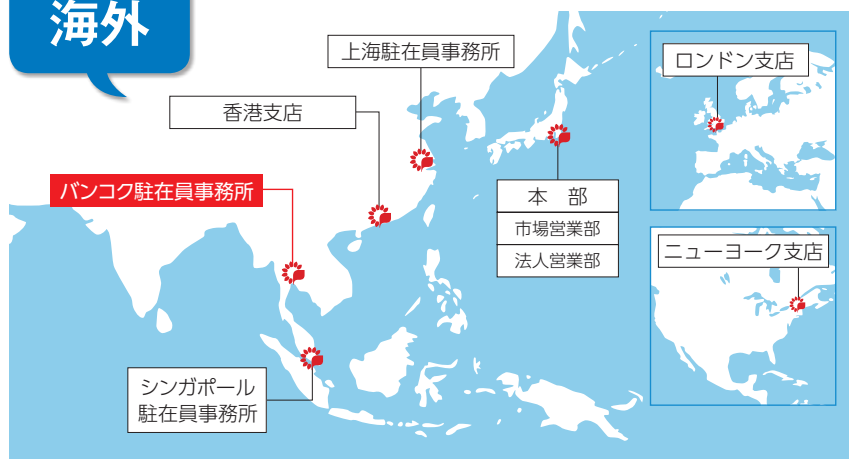 海外
上海駐在員事務所
香港支店
バンコク駐在員事務所
シンガポール
駐在員事務所
本 部
市場営業部
法人営業部
ロンドン支店
ニューヨーク支店